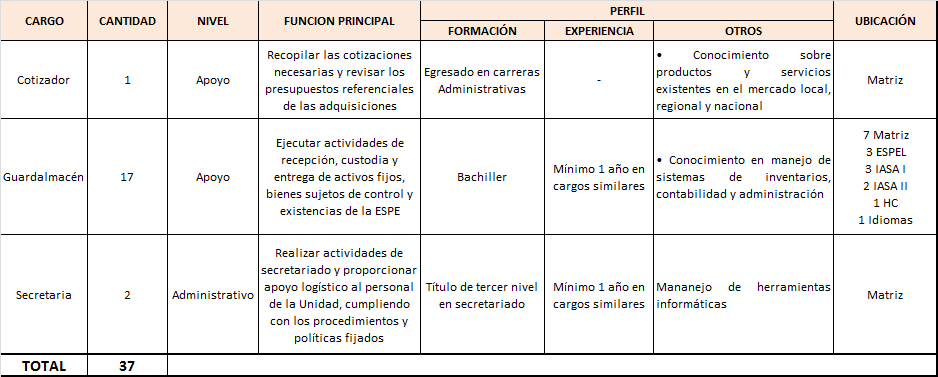 CARGO CANTIDAD NIVEL FUNCION PRINCIPAL PERFIL UBICACIÓN
FORMACIÓN EXPERIENCIA OTROS
Cotizador
1
Apoyo
Recopilar las cotizaciones
necesarias y revisar los
presupuestos referenciales
de las adquisiciones
Egresado en carreras
Administrativas
-
• Conocimiento sobre
productos y servicios
existentes en el mercado local,
regional y nacional
Matriz
Guardalmacén
17
Apoyo
Ejecutar actividades de
recepción, custodia y
entrega de activos fijos,
bienes sujetos de control y
existencias de la ESPE
Bachiller
Mínimo 1 año en
cargos similares
• Conocimiento en manejo de
sistemas de inventarios,
contabilidad y administración
7 Matriz
3 ESPEL
3 IASA I
2 IASA II
1 HC
1 Idiomas
Secretaria
2
Administrativo
Realizar actividades de
secretariado y proporcionar
apoyo logístico al personal
de la Unidad, cumpliendo
con los procedimientos y
políticas fijados
Título de tercer nivel
en secretariado
Mínimo 1 año en
cargos similares
Mananejo de herramientas
informáticas
Matriz
TOTAL 37